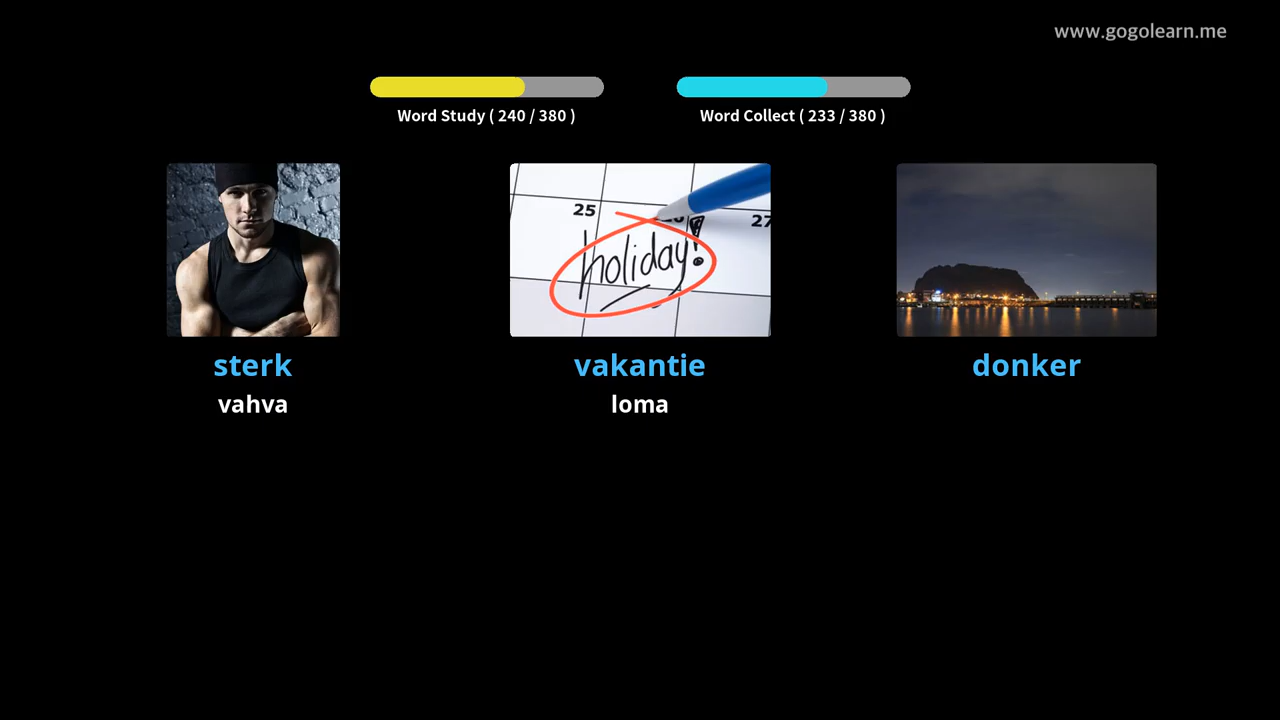 www.gogolearn.me
Word Study ( 240 / 380 )
Word Collect ( 233 / 380 )
25
27
holiday!
sterk
vakantie
donker
vahva
loma